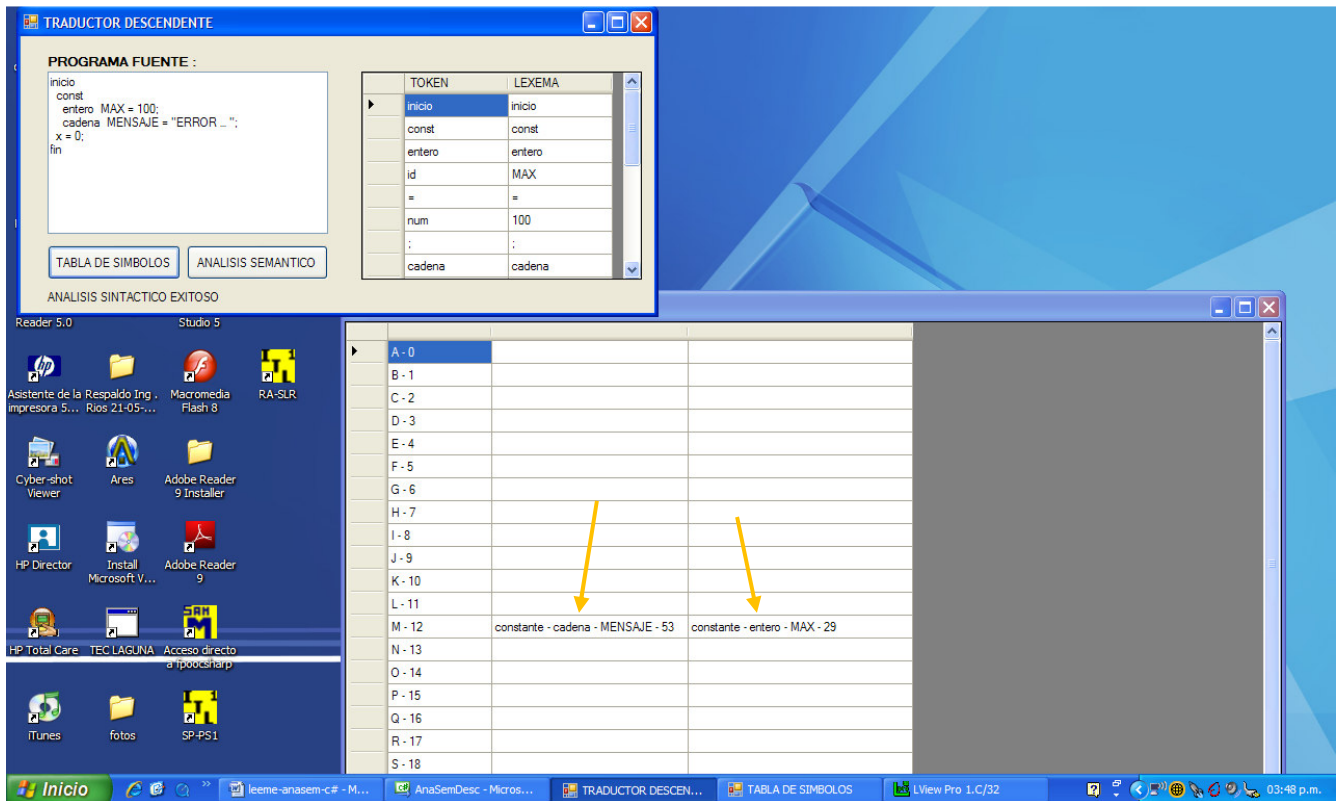 TRADUCTOR DESCENDENTE
PROGRAMA FUENTE :
inicio
const
entero MAX = 100;
cadena MENSAJE = "ERROR _ ";
x = 0;
fin
TOKEN LEXEMA
inicio inicio
const const
entero entero
id MAX
= =
num 100
; ;
cadena cadena
TABLA DE SIMBOLOS ANALISIS SEMANTICO
ANALISIS SINTACTICO EXITOSO
Reader 5.0 Studio 5
Asistente de la impresora 5...
Respaldo Ing . Rios 21-05-...
Macromedia Flash 8
RA-SLR
Cyber-shot Viewer
Ares
Adobe Reader 9 Installer
HP Director
Install Microsoft V...
Adobe Reader 9
HP Total Care
TEC LAGUNA
Acceso directo a fpoocsharp
iTunes
fotos
SP-PS1
A - 0
B - 1
C - 2
D - 3
E - 4
F - 5
G - 6
H - 7
I - 8
J - 9
K - 10
L - 11
M - 12 constante - cadena - MENSAJE - 53 constante - entero - MAX - 29
N - 13
O - 14
P - 15
Q - 16
R - 17
S - 18
Inicio
leeme-anasem-c# - M...
AnaSemDesc - Micros...
TRADUCTOR DESCEN...
TABLA DE SIMBOLOS
LView Pro 1.C/32
03:48 p.m.